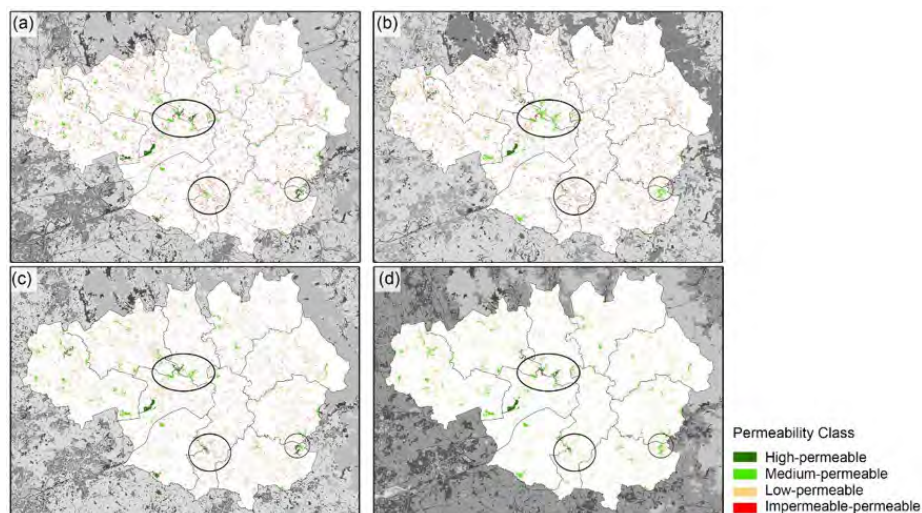 (a)
(b)
(c)
(d)
Permeability Class
High-permeable
Medium-permeable
Low-permeable
Impermeable-permeable